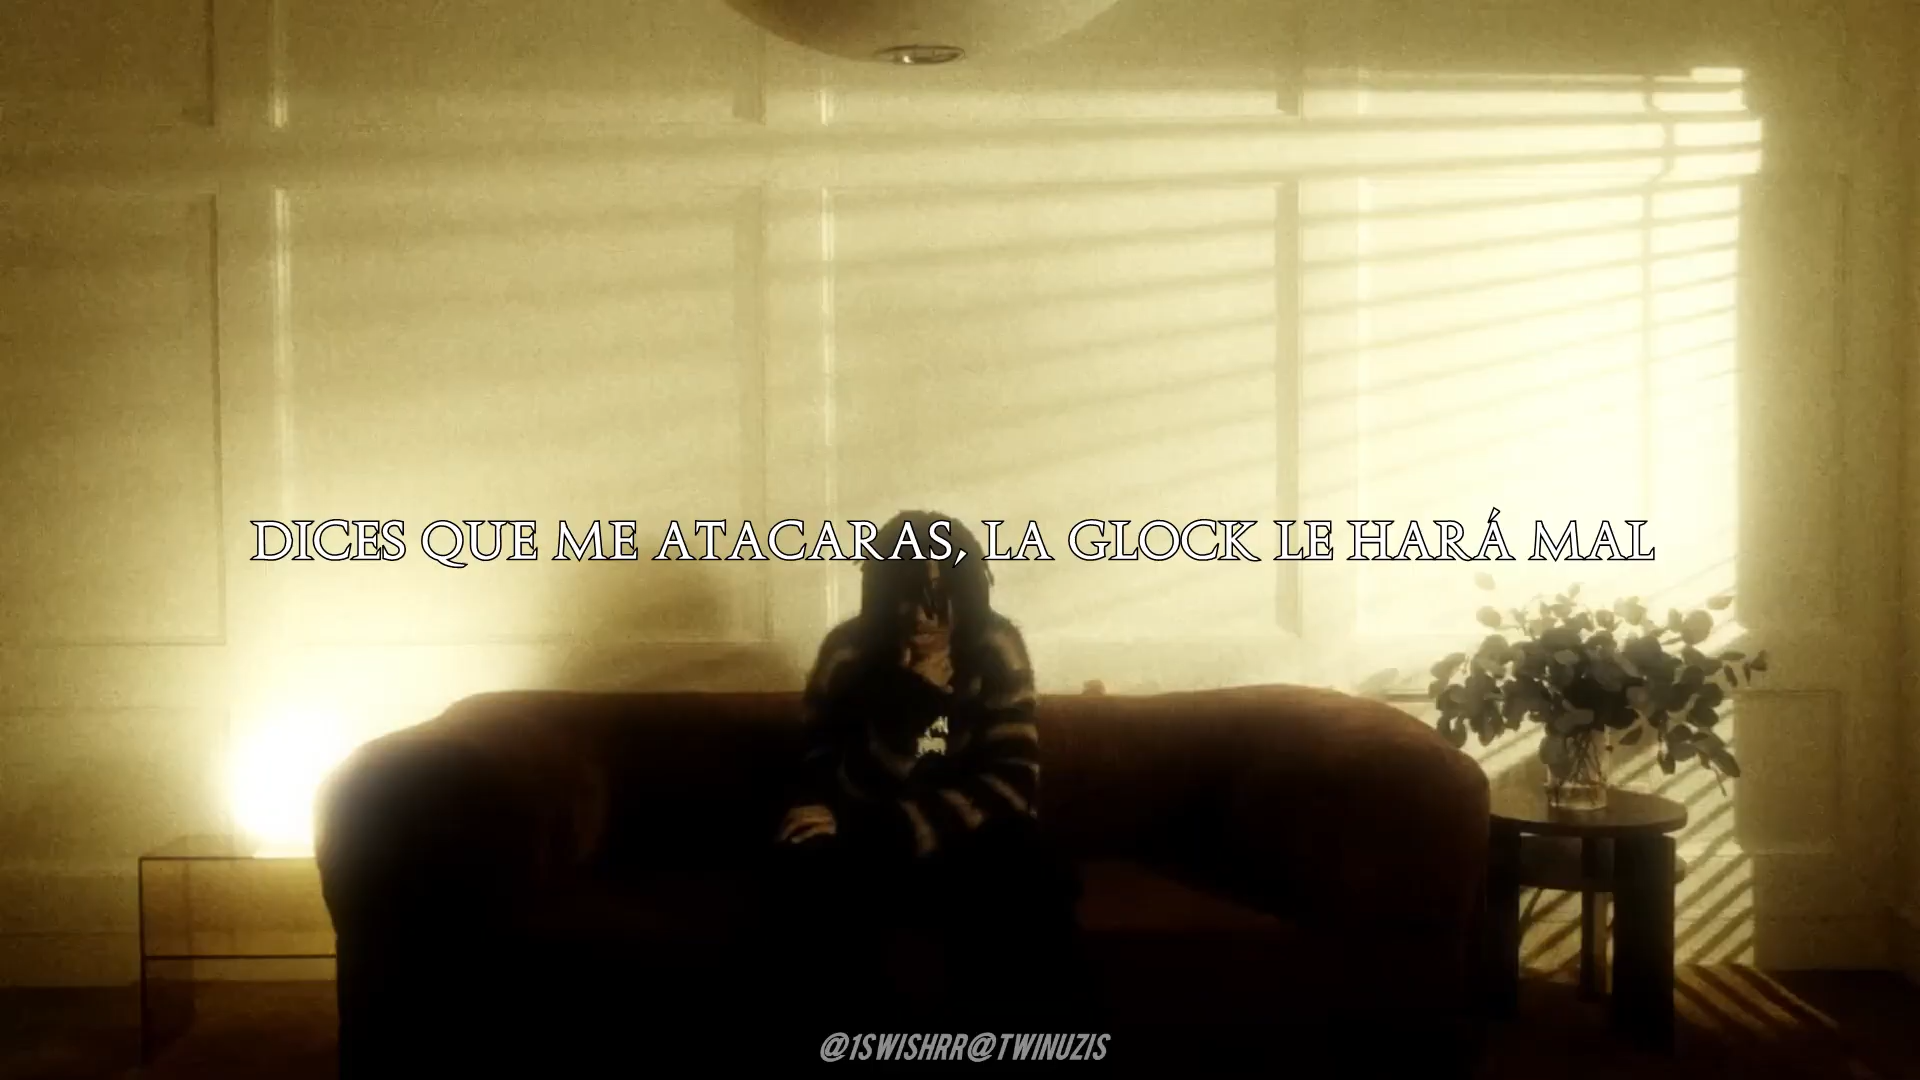 DICES QUE ME ATACARAS, LA GLOCK LE HARÁ MAL
@1SWISHRR@TWINUZIS